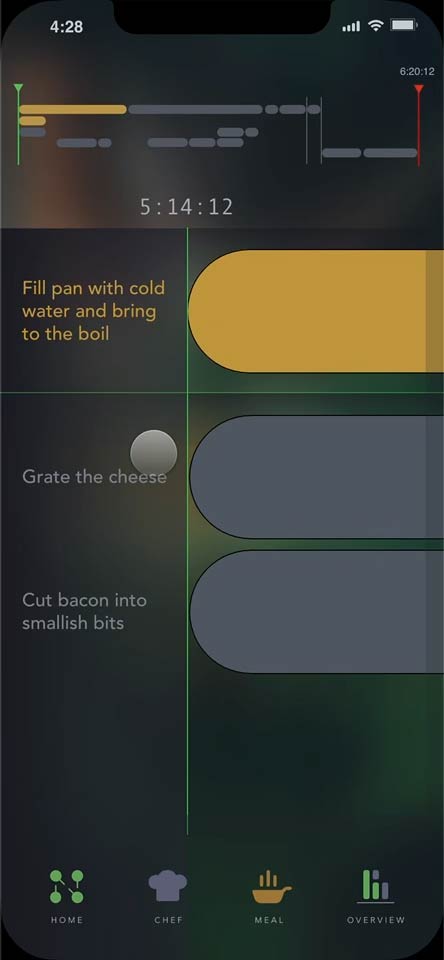 4:28
6:20:12
5:14:12
Fill pan with cold
water and bring
to the boil
Grate the cheese
Cut bacon into
smallish bits
HOME CHEF MEAL OVERVIEW